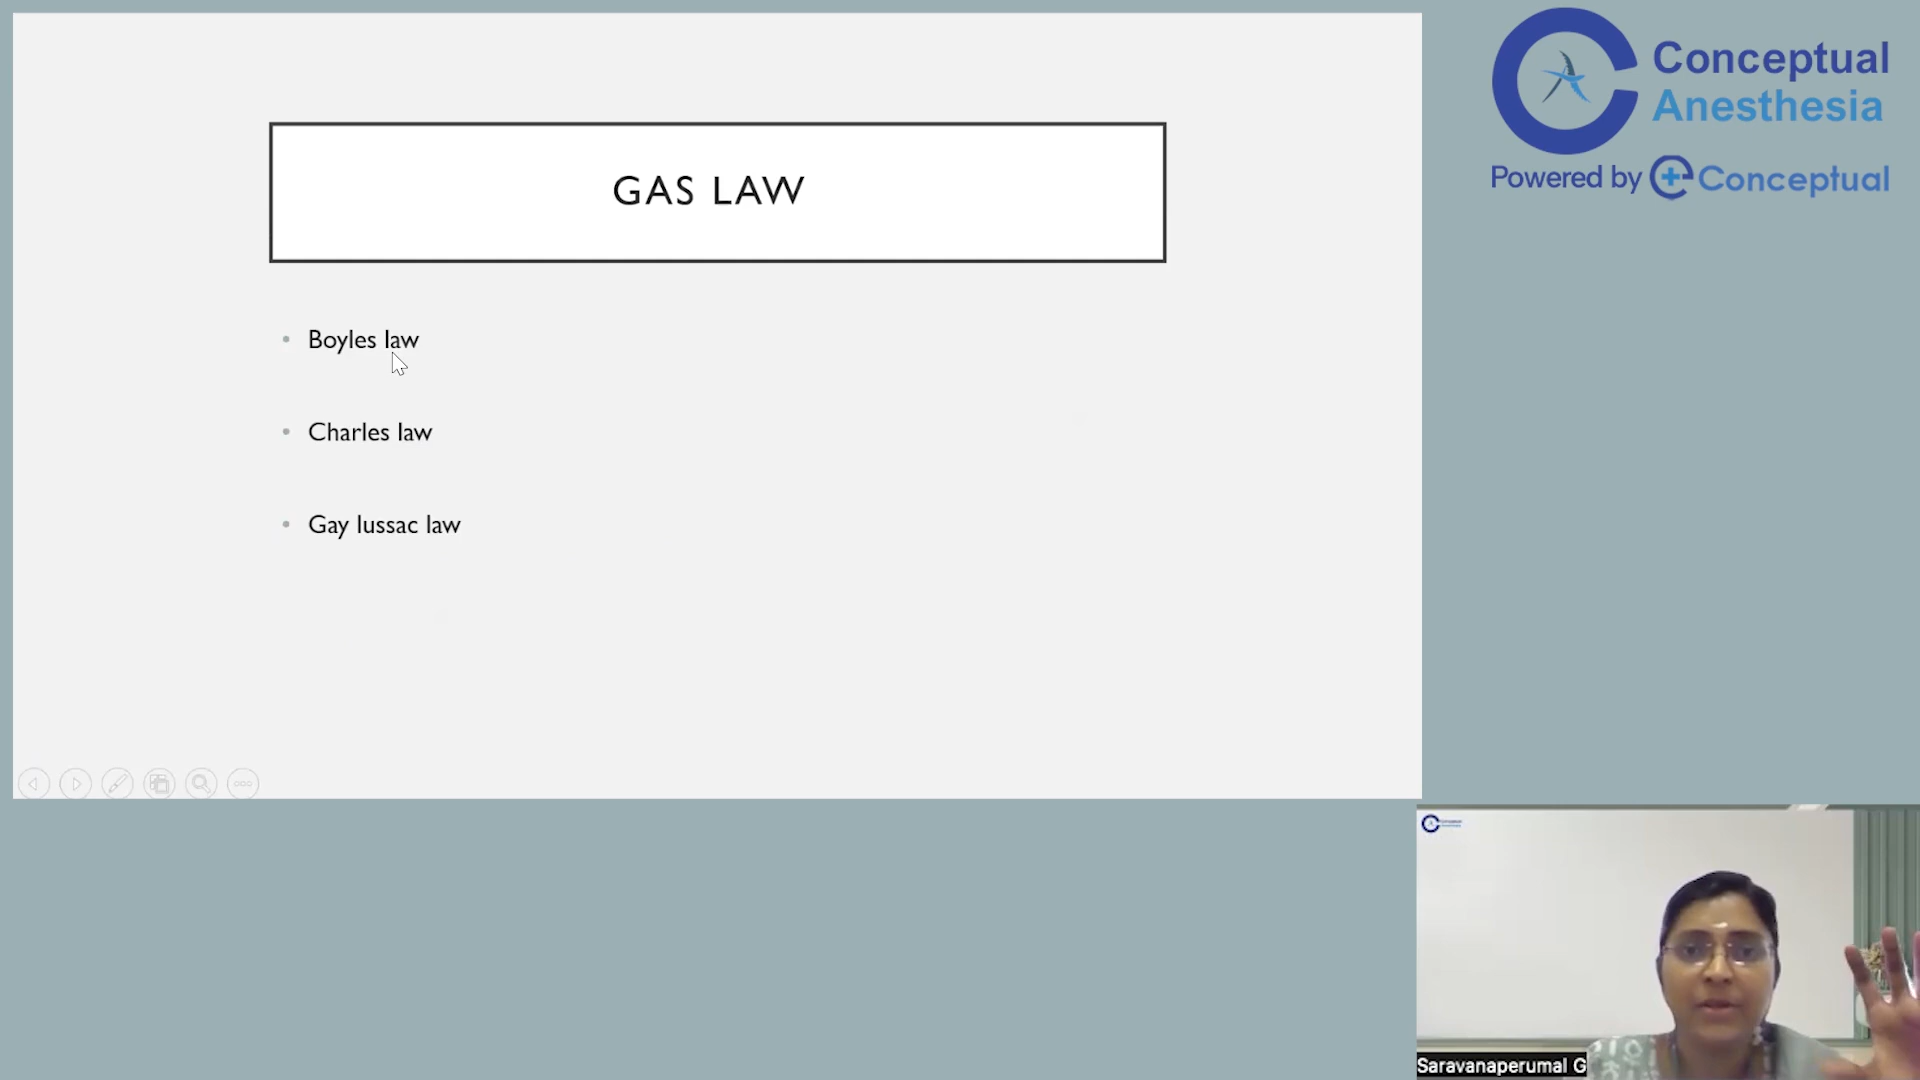 GAS LAW
Boyles law
Charles law
Gay lussac law
Conceptual
Anesthesia
Powered by Conceptual
Saravanaperumal G